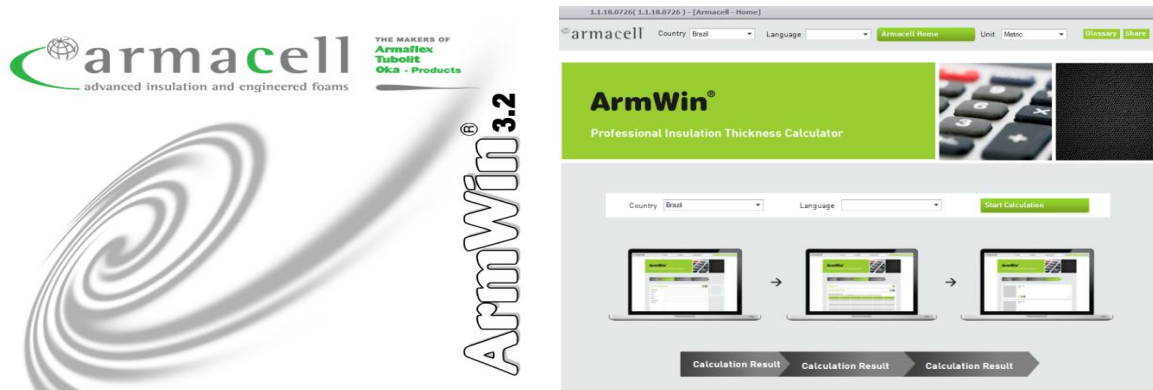 armacell
advanced insulation and engineered foams
THE MAKERS OF
Armaflex
Tubolit
Oka - Products
ArmWin® 3.2
1.1.18.0726( 1.1.18.0726 ) - [Armacell - Home]
armacell Country Brazil Language Armacell Home Unit Metric Glossary Share
ArmWin®
Professional Insulation Thickness Calculator
Country Brazil Language Start Calculation
Calculation Result Calculation Result Calculation Result